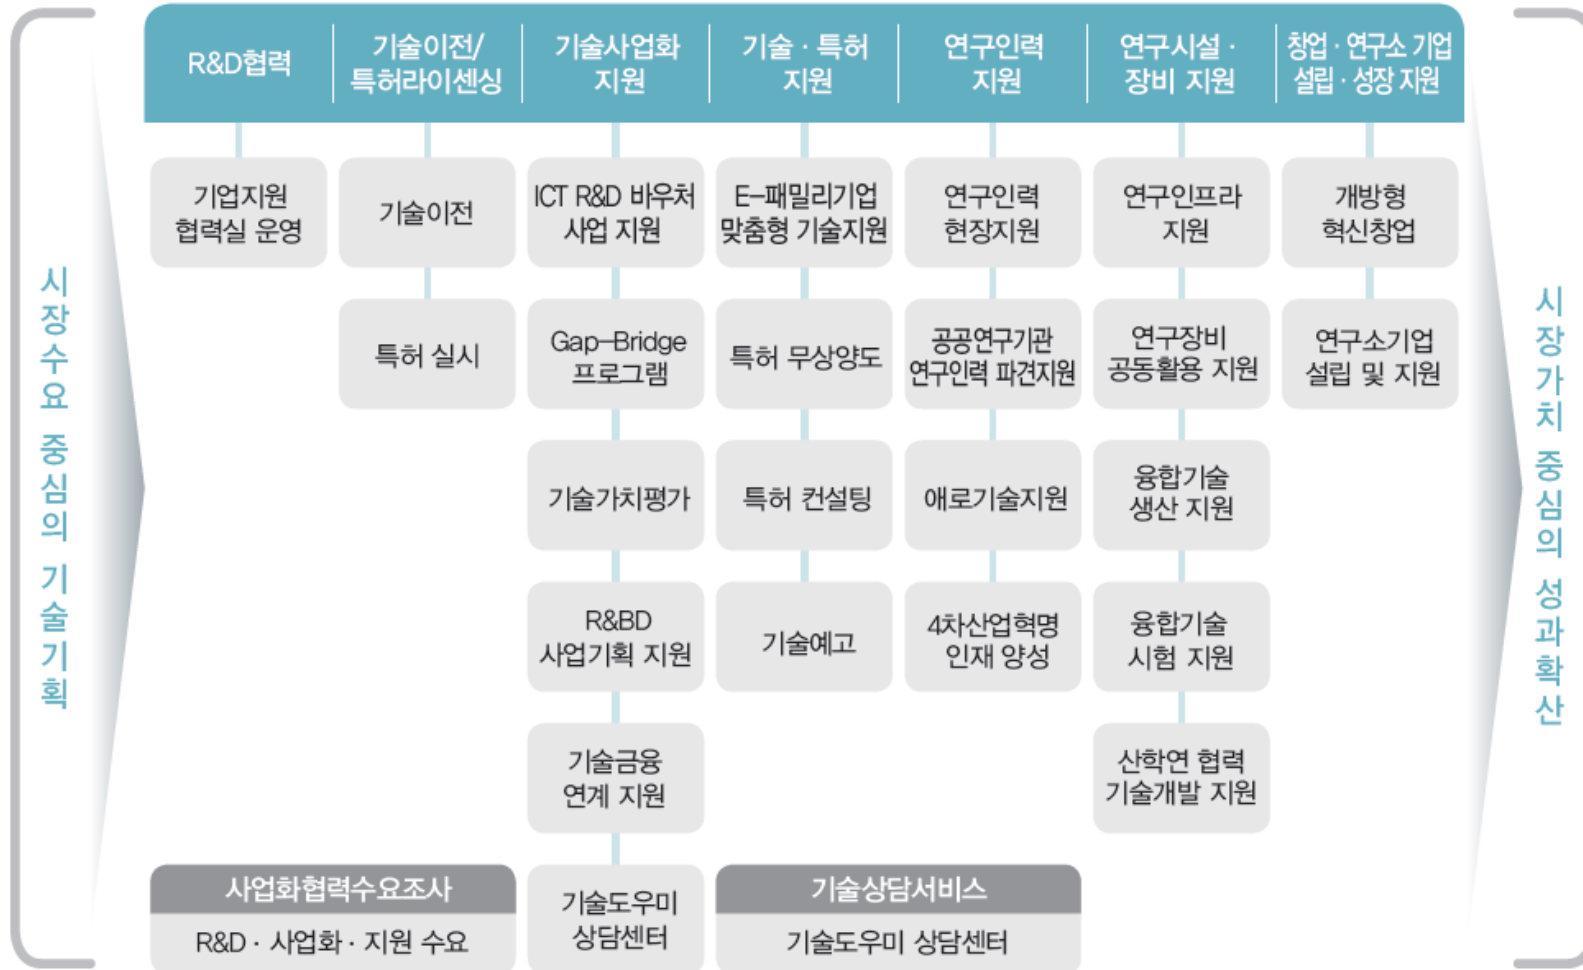 시장수요 중심의 기술기획
R&D협력
기술이전/
특허라이센싱
기술사업화
지원
기술 · 특허
지원
연구인력
지원
연구시설 ·
장비 지원
창업 · 연구소 기업
설립 · 성장 지원
기업지원
협력실 운영
기술이전
ICT R&D 바우처
사업 지원
E-패밀리기업
맞춤형 기술지원
연구인력
현장지원
연구인프라
지원
개방형
혁신창업
특허 실시
Gap-Bridge
프로그램
특허 무상양도
공공연구기관
연구인력 파견지원
연구장비
공동활용 지원
연구소기업
설립 및 지원
기술가치평가
특허 컨설팅
애로기술지원
융합기술
생산 지원
R&BD
사업기획 지원
기술예고
4차산업혁명
인재 양성
융합기술
시험 지원
기술금융
연계 지원
산학연 협력
기술개발 지원
사업화협력수요조사
R&D · 사업화 · 지원 수요
기술도우미
상담센터
기술상담서비스
기술도우미 상담센터
시장가치 중심의 성과확산